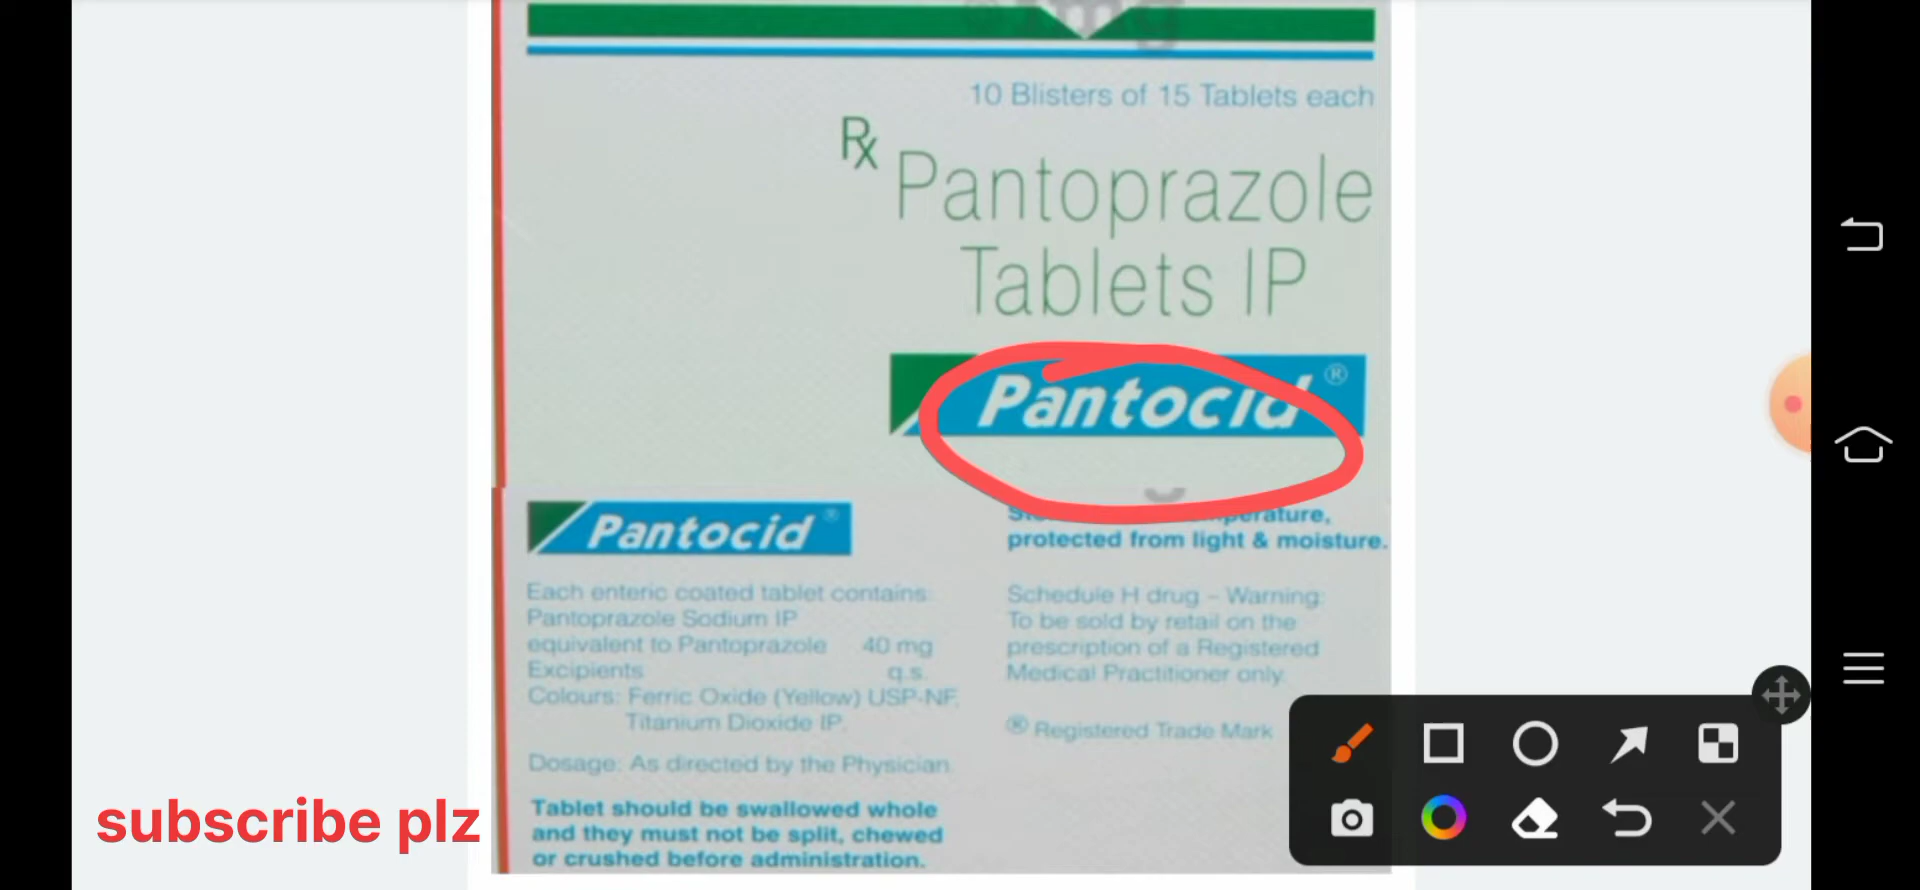 10 Blisters of 15 Tablets each
Rx Pantoprazole
Tablets IP
Pantocid ®
Pantocid ®
Each enteric coated tablet contains:
Pantoprazole Sodium IP
equivalent to Pantoprazole 40 mg
Excipients q.s.
Colours: Ferric Oxide (Yellow) USP-NF,
Titanium Dioxide IP.
Dosage: As directed by the Physician.
Tablet should be swallowed whole
and they must not be split, chewed
or crushed before administration.
protected from light & moisture.
Schedule H drug – Warning:
To be sold by retail on the
prescription of a Registered
Medical Practitioner only.
® Registered Trade Mark
subscribe plz